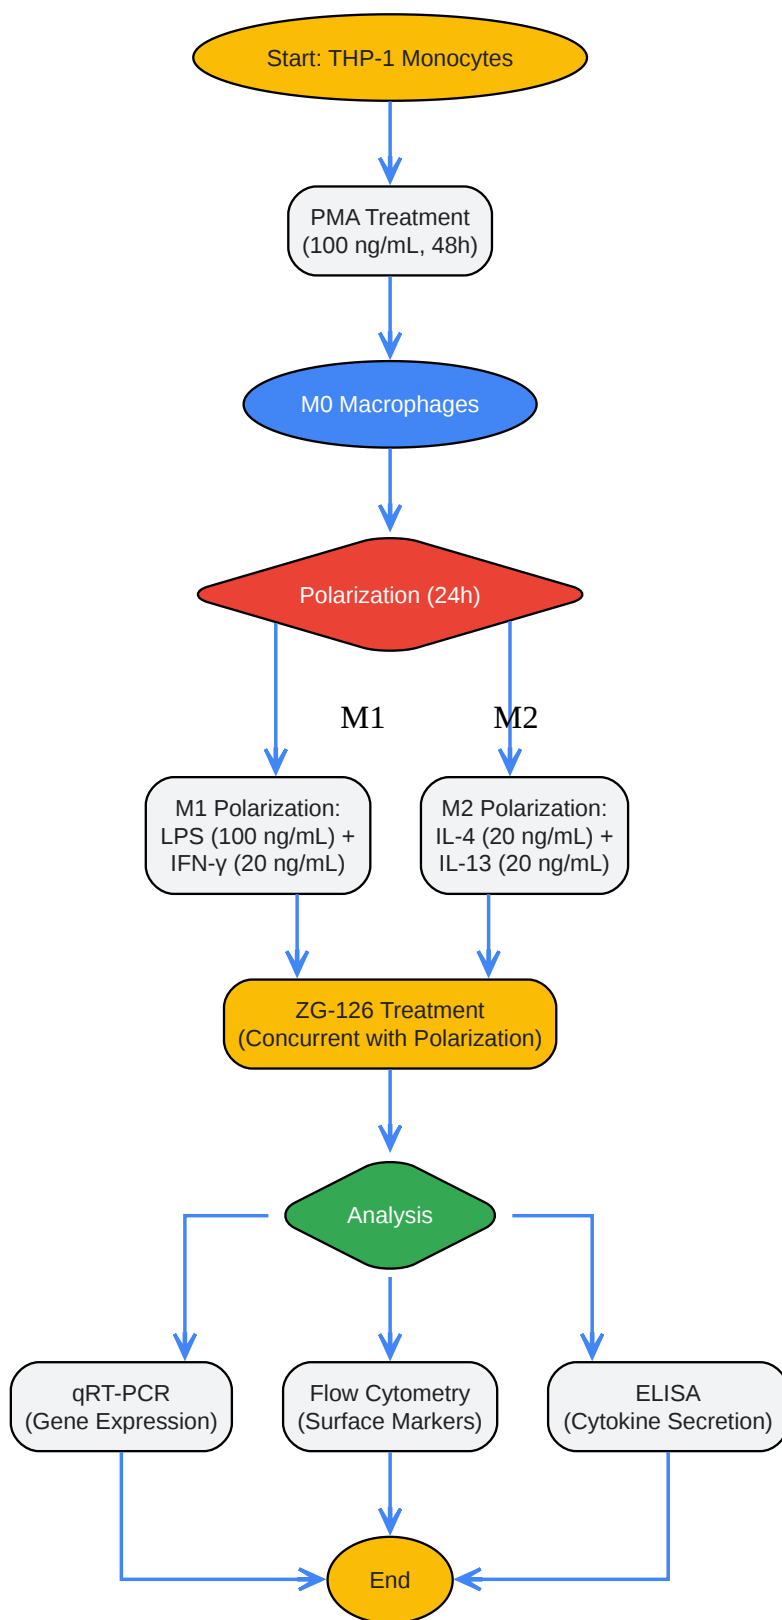 Start: THP-1 Monocytes
PMA Treatment
(100 ng/mL, 48h)
M0 Macrophages
Polarization (24h)
M1
M2
M1 Polarization:
LPS (100 ng/mL) +
IFN-γ (20 ng/mL)
M2 Polarization:
IL-4 (20 ng/mL) +
IL-13 (20 ng/mL)
ZG-126 Treatment
(Concurrent with Polarization)
Analysis
qRT-PCR
(Gene Expression)
Flow Cytometry
(Surface Markers)
ELISA
(Cytokine Secretion)
End